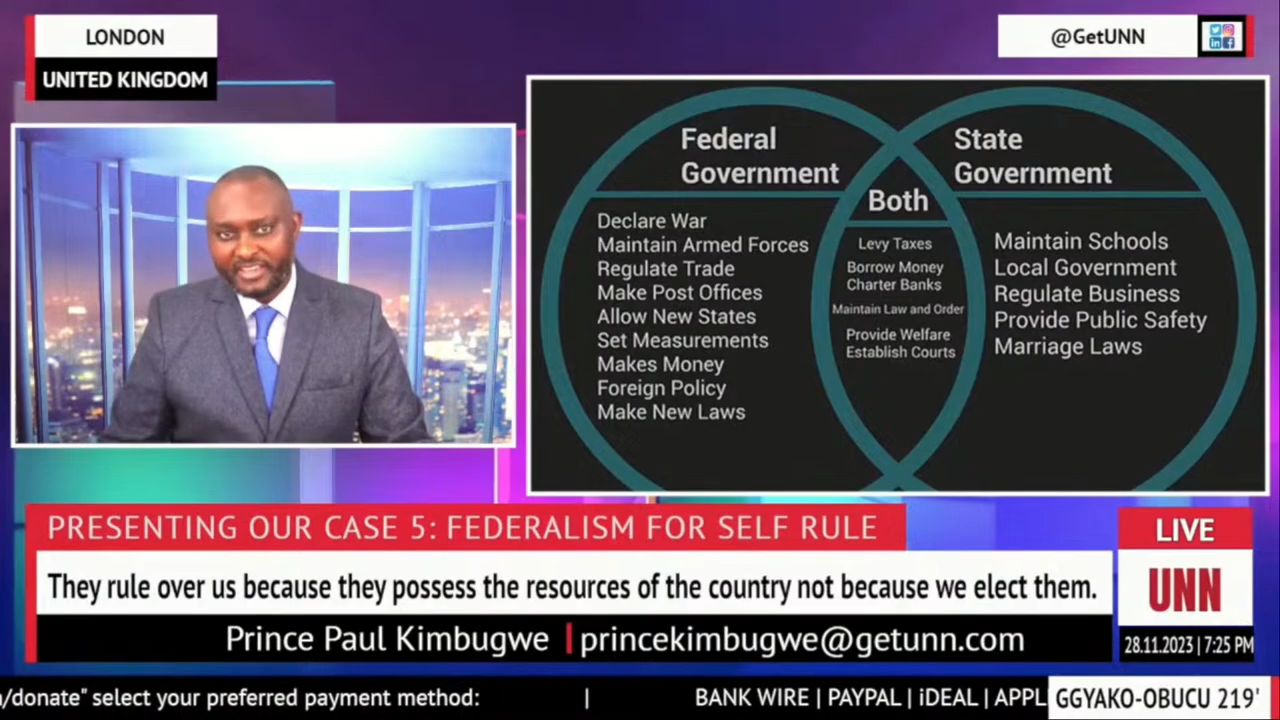 LONDON
UNITED KINGDOM
@GetUNN
Federal
Government
State
Government
Both
Declare War
Maintain Armed Forces
Regulate Trade
Make Post Offices
Allow New States
Set Measurements
Makes Money
Foreign Policy
Make New Laws
Levy Taxes
Borrow Money
Charter Banks
Maintain Law and Order
Provide Welfare
Establish Courts
Maintain Schools
Local Government
Regulate Business
Provide Public Safety
Marriage Laws
PRESENTING OUR CASE 5: FEDERALISM FOR SELF RULE
They rule over us because they possess the resources of the country not because we elect them.
Prince Paul Kimbugwe | princekimbugwe@getunn.com
LIVE
UNN
28.11.2023 | 7:25 PM
/donate" select your preferred payment method: | BANK WIRE | PAYPAL | iDEAL | APPL
GGYAKO-OBUCU 219'